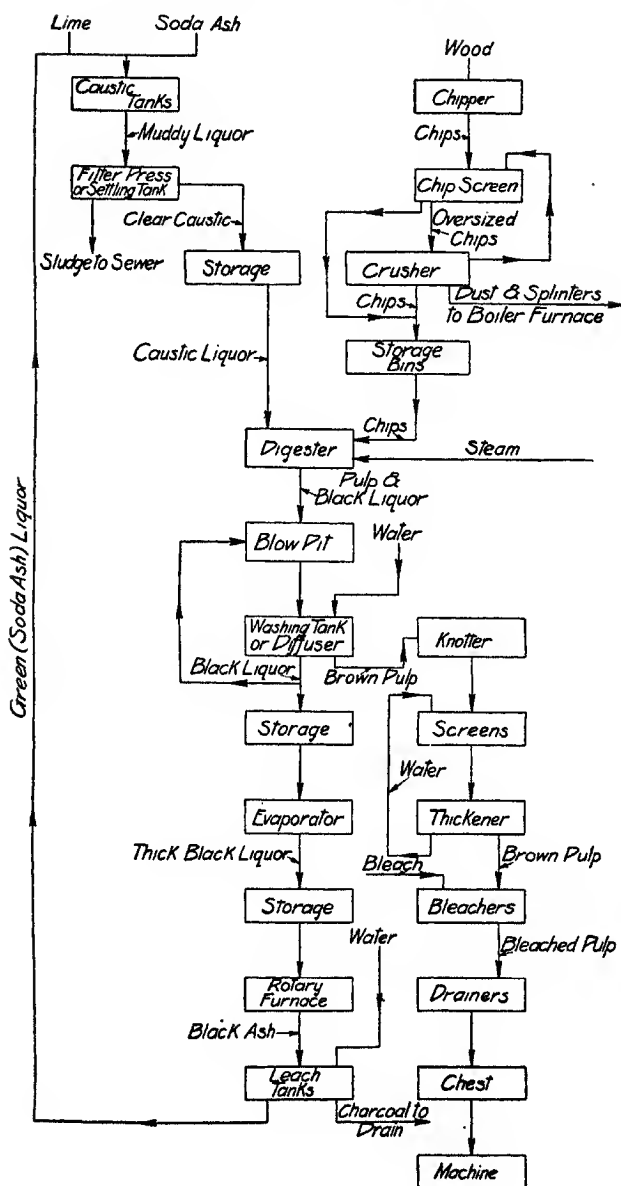 Lime
Soda Ash
Wood
Caustic
Tanks
Chipper
Muddy Liquor
Chips
Filter Press
or Settling Tank
Chip Screen
Clear Caustic
Oversized
Chips
Sludge to Sewer
Storage
Crusher
Chips
Dust & Splinters
to Boiler Furnace
Storage
Bins
Caustic Liquor
Chips
Digester
Steam
Pulp &
Black Liquor
Water
Blow Pit
Washing Tank
or Diffuser
Knotter
Black Liquor
Brown Pulp
Green (Soda Ash) Liquor
Storage
Screens
Water
Evaporator
Thickener
Thick Black Liquor
Brown Pulp
Bleach
Storage
Bleachers
Water
Bleached Pulp
Rotary
Furnace
Drainers
Black Ash
Leach
Tanks
Chest
Charcoal to
Drain
Machine